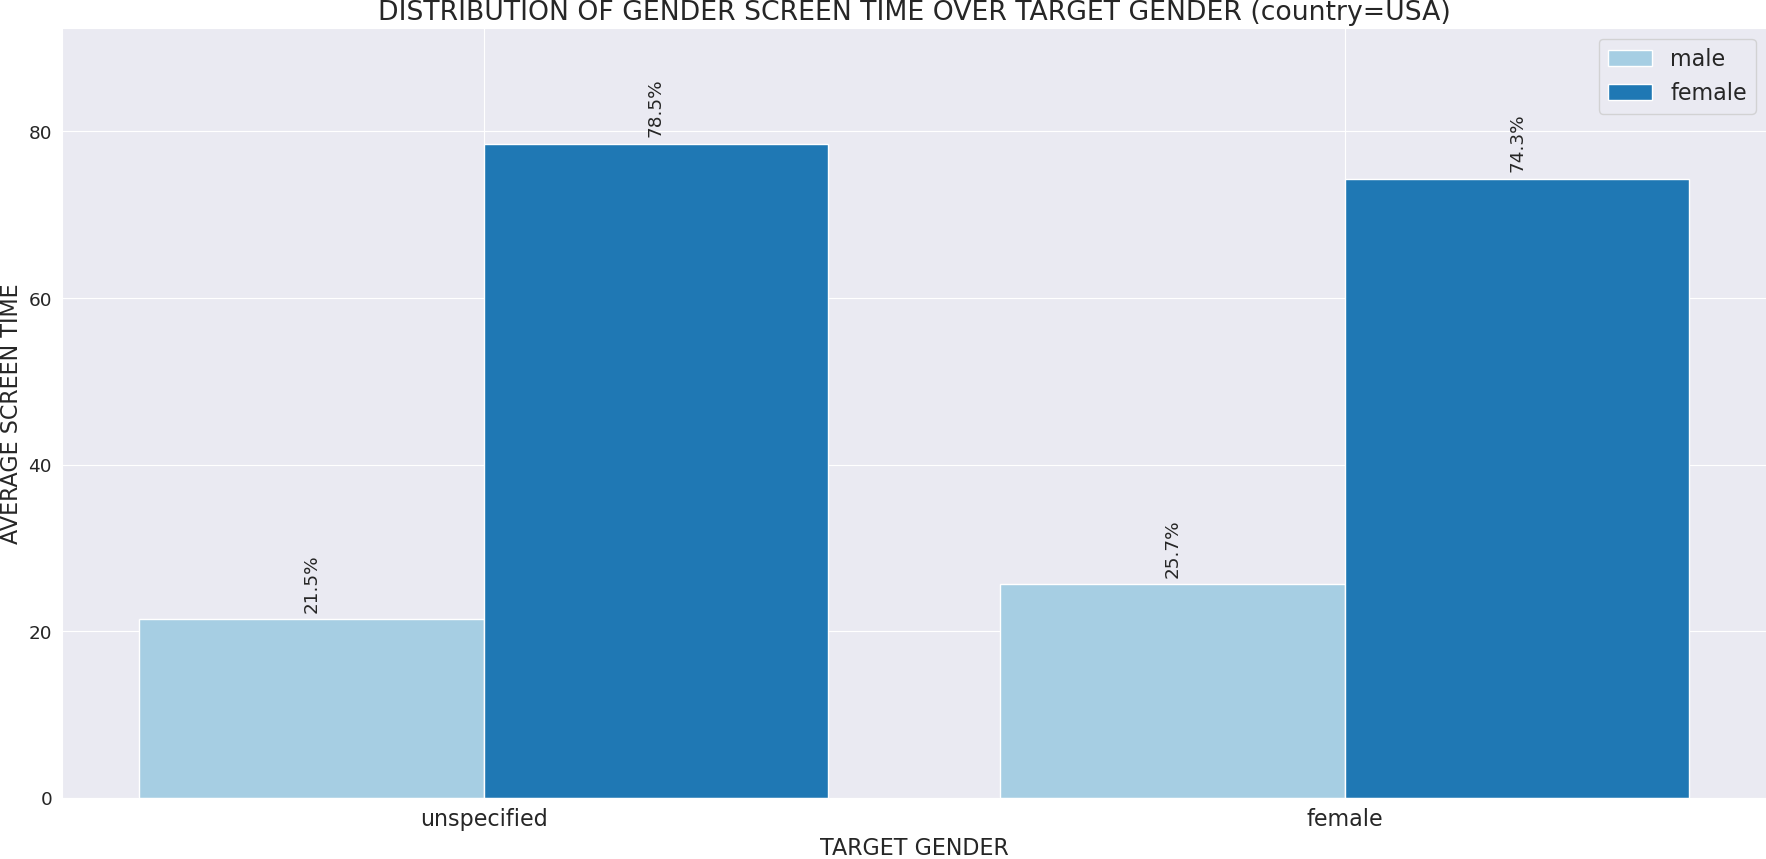 DISTRIBUTION OF GENDER SCREEN TIME OVER TARGET GENDER (country=USA)
male
female
AVERAGE SCREEN TIME
80
60
40
20
0
21.5%
78.5%
25.7%
74.3%
unspecified
female
TARGET GENDER